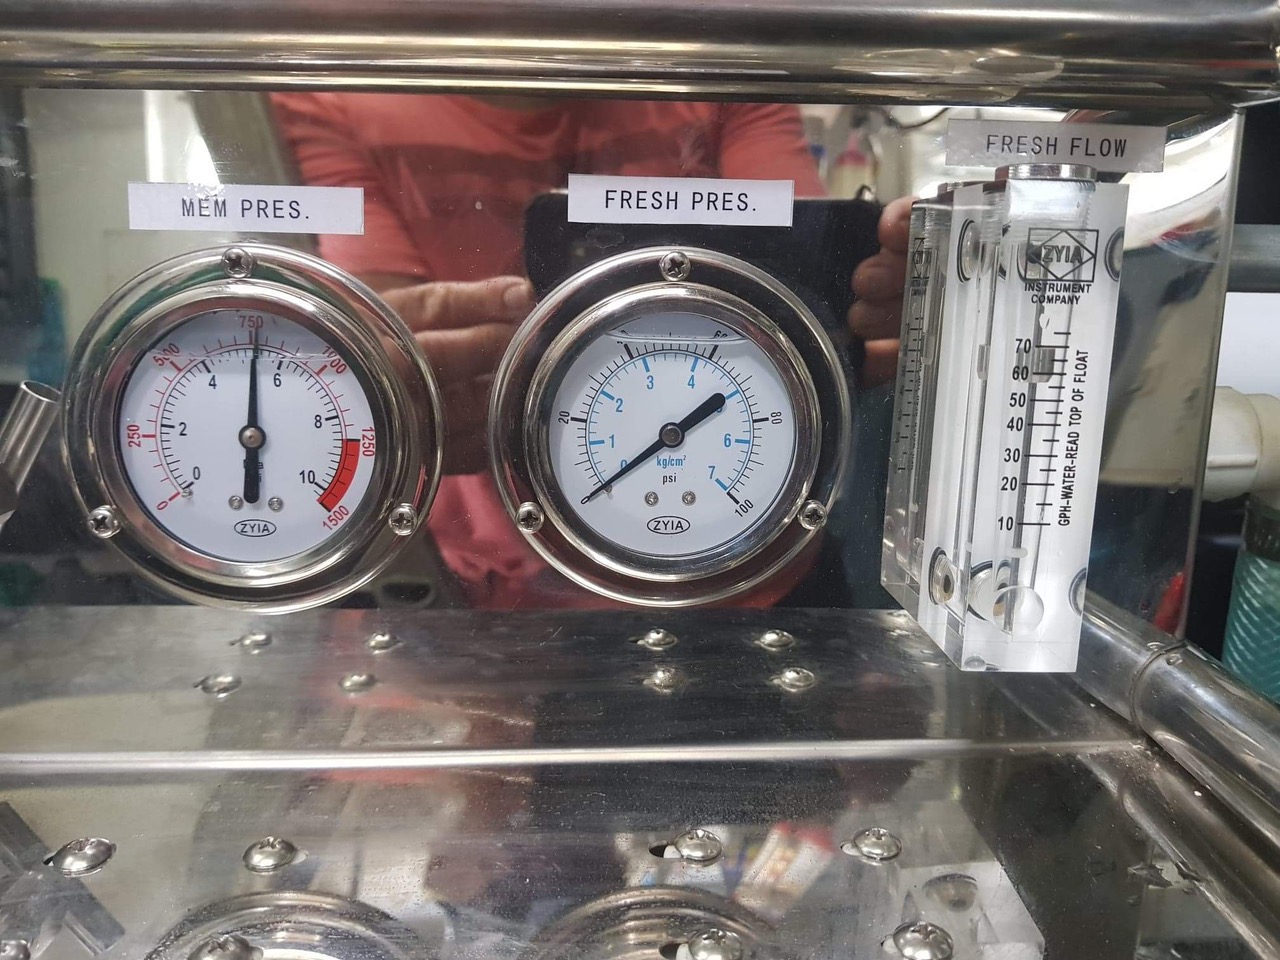 FRESH FLOW
MEM PRES.
FRESH PRES.
ZYIA
INSTRUMENT
COMPANY
0
250
500
750
1000
1250
1500
0
2
4
6
8
10
ZYIA
20
80
100
0
1
2
3
4
6
7
kg/cm²
psi
ZYIA
70
60
50
40
30
20
10
GPH-WATER-READ TOP OF FLOAT